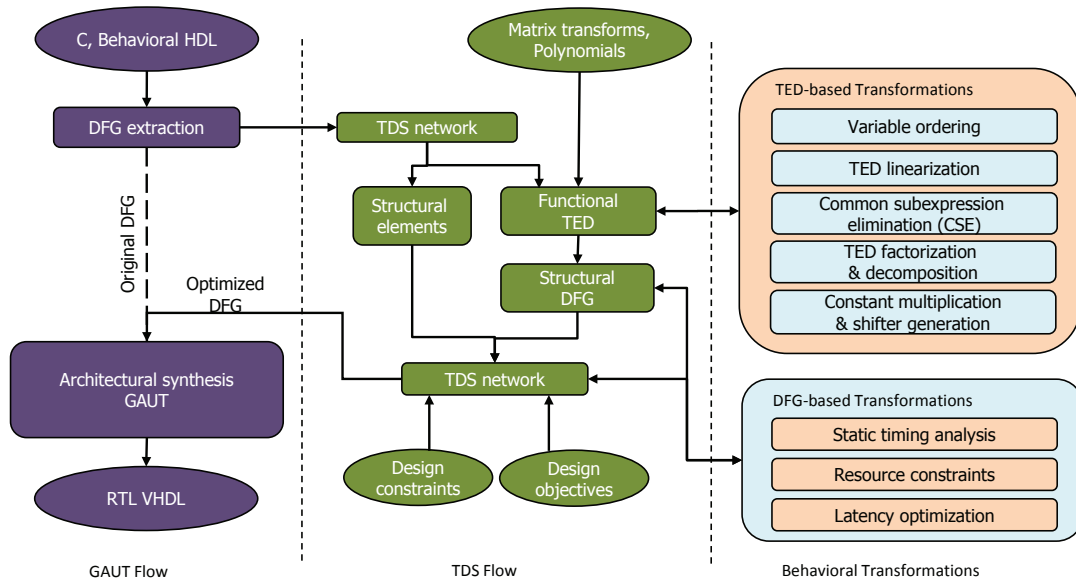 C, Behavioral HDL
DFG extraction
Original DFG
Optimized
DFG
Architectural synthesis
GAUT
RTL VHDL
GAUT Flow
Matrix transforms,
Polynomials
TDS network
Structural
elements
Functional
TED
Structural
DFG
TDS network
Design
constraints
Design
objectives
TDS Flow
TED-based Transformations
Variable ordering
TED linearization
Common subexpression
elimination (CSE)
TED factorization
& decomposition
Constant multiplication
& shifter generation
DFG-based Transformations
Static timing analysis
Resource constraints
Latency optimization
Behavioral Transformations